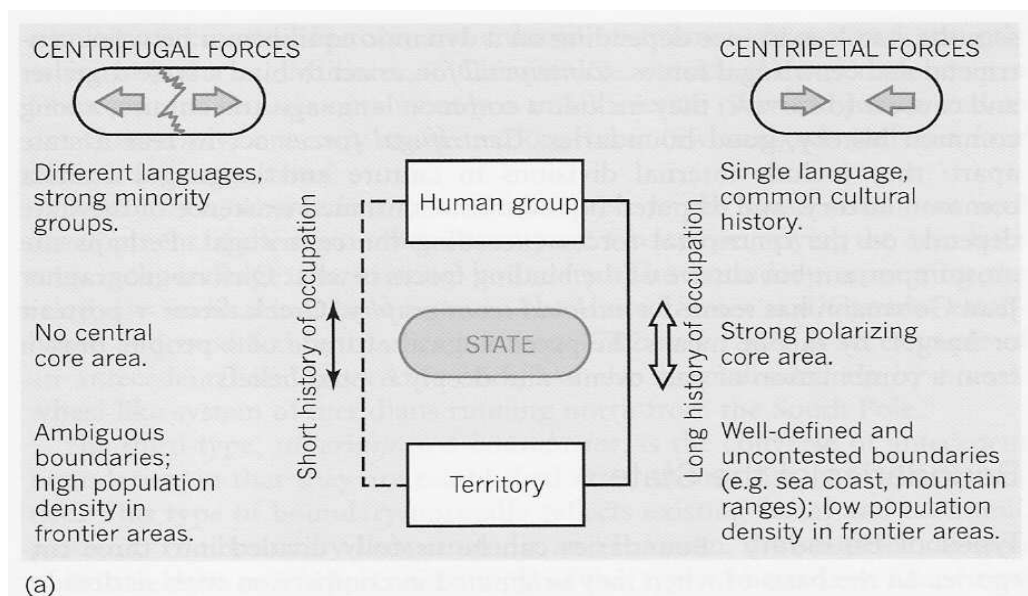 CENTRIFUGAL FORCES
Different languages,
strong minority
groups.
No central
core area.
Ambiguous
boundaries;
high population
density in
frontier areas.
Short history of occupation
Human group
STATE
Territory
Long history of occupation
CENTRIPETAL FORCES
Single language,
common cultural
history.
Strong polarizing
core area.
Well-defined and
uncontested boundaries
(e.g. sea coast, mountain
ranges); low population
density in frontier areas.
(a)